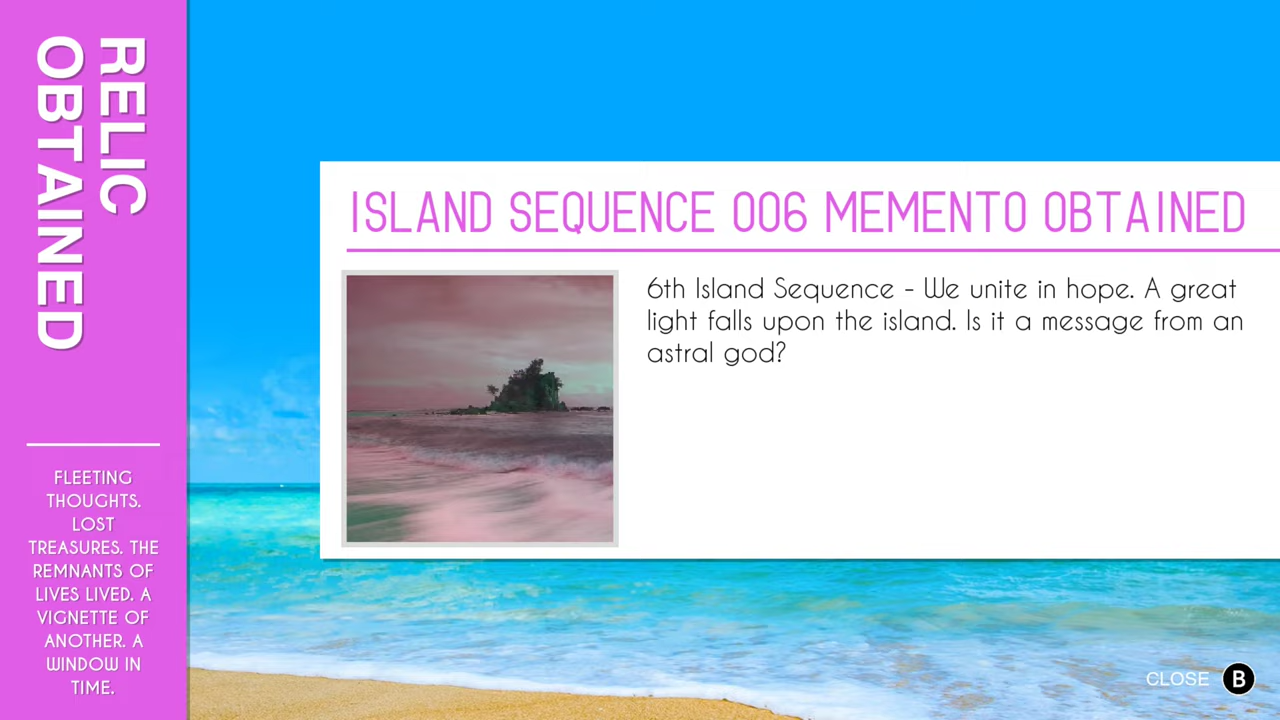 RELIC
OBTAINED
FLEETING
THOUGHTS.
LOST
TREASURES. THE
REMNANTS OF
LIVES LIVED. A
VIGNETTE OF
ANOTHER. A
WINDOW IN
TIME.
ISLAND SEQUENCE 006 MEMENTO OBTAINED
6th Island Sequence - We unite in hope. A great
light falls upon the island. Is it a message from an
astral god?
CLOSE B